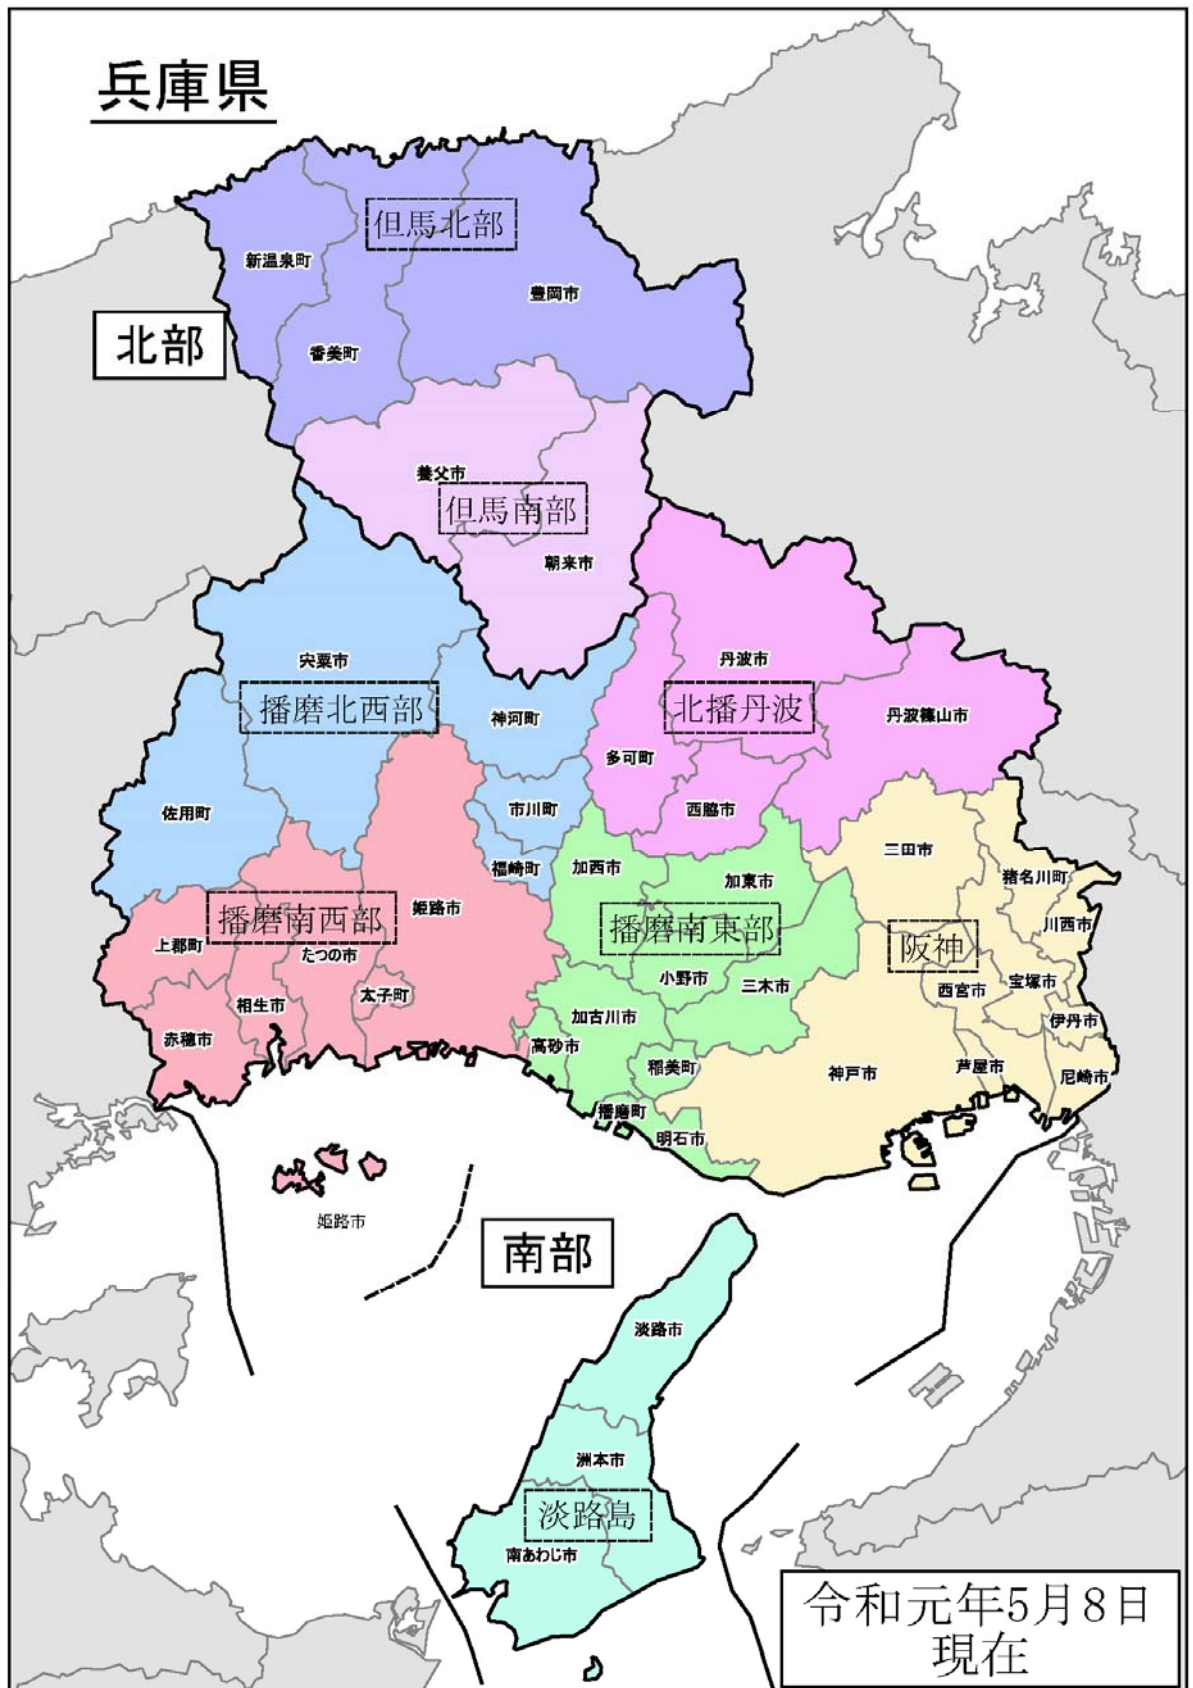 兵庫県
但馬北部
新温泉町
豊岡市
北部
香美町
養父市
但馬南部
朝来市
宍粟市
丹波市
播磨北西部
神河町
北播丹波
丹波篠山市
多可町
佐用町
市川町
西脇市
三田市
福崎町
加西市
加東市
猪名川町
播磨南西部
姫路市
播磨南東部
阪神
川西市
上郡町
たつの市
小野市
三木市
西宮市
宝塚市
相生市
太子町
加古川市
伊丹市
赤穂市
高砂市
稲美町
神戸市
芦屋市
尼崎市
播磨町
明石市
姫路市
南部
淡路市
洲本市
淡路島
南あわじ市
令和元年5月8日
現在